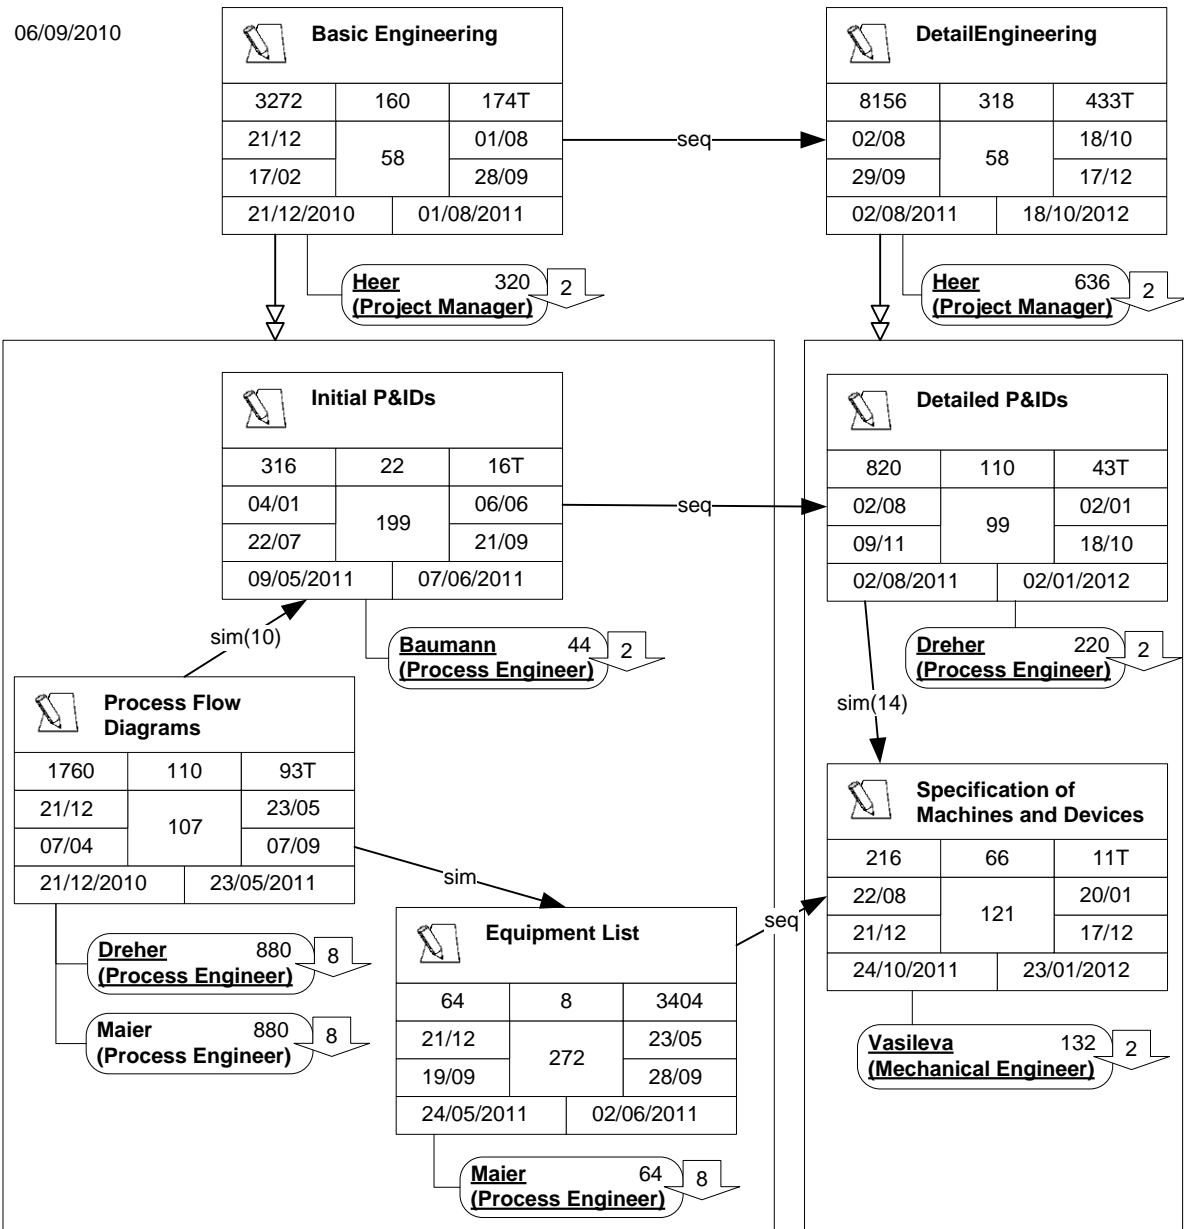 06/09/2010
Basic Engineering
3272 160 174T
21/12 58 01/08
17/02 28/09
21/12/2010 01/08/2011
Heer 320 2
(Project Manager)
seq
DetailEngineering
8156 318 433T
02/08 58 18/10
29/09 17/12
02/08/2011 18/10/2012
Heer 636 2
(Project Manager)
Initial P&IDs
316 22 16T
04/01 199 06/06
22/07 21/09
09/05/2011 07/06/2011
Baumann 44 2
(Process Engineer)
seq
Detailed P&IDs
820 110 43T
02/08 99 02/01
09/11 18/10
02/08/2011 02/01/2012
Dreher 220 2
(Process Engineer)
sim(10)
sim(14)
Process Flow
Diagrams
1760 110 93T
21/12 107 23/05
07/04 07/09
21/12/2010 23/05/2011
Dreher 880 8
(Process Engineer)
Maier 880 8
(Process Engineer)
sim
Equipment List
64 8 3404
21/12 272 23/05
19/09 28/09
24/05/2011 02/06/2011
Maier 64 8
(Process Engineer)
seq
Specification of
Machines and Devices
216 66 11T
22/08 121 20/01
21/12 17/12
24/10/2011 23/01/2012
Vasileva 132 2
(Mechanical Engineer)